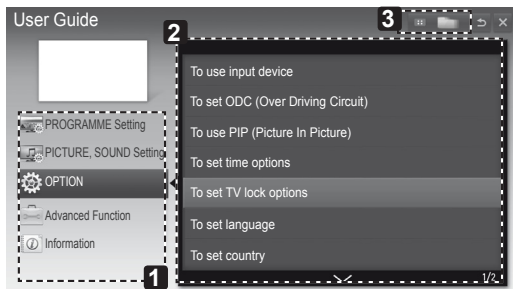 User Guide
3
2
To use input device
To set ODC (Over Driving Circuit)
To use PIP (Picture In Picture)
To set time options
To set TV lock options
To set language
To set country
1/2
PROGRAMME Setting
PICTURE, SOUND Setting
OPTION
Advanced Function
Information
1